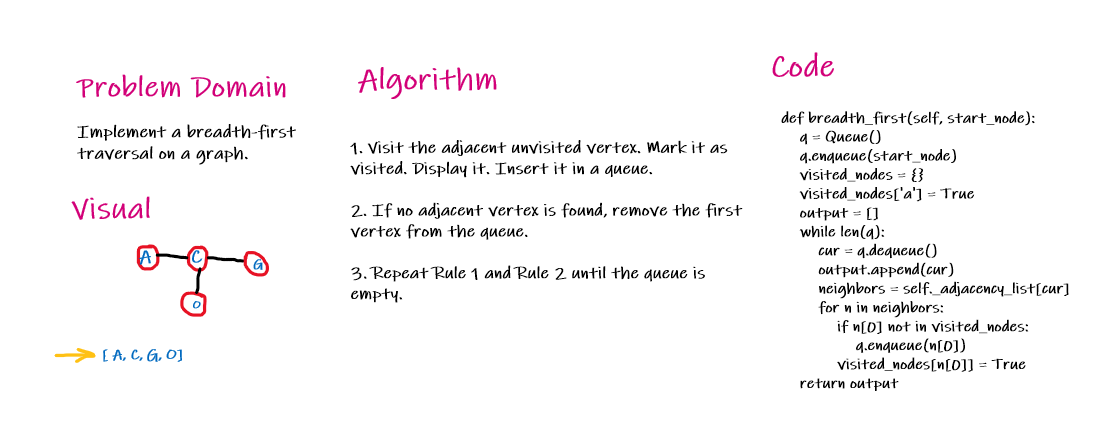 Problem Domain
Implement a breadth-first
traversal on a graph.
Visual
A
C
G
O
[ A, C, G, O]
Algorithm
1. Visit the adjacent unvisited vertex. Mark it as
visited. Display it. Insert it in a queue.
2. If no adjacent vertex is found, remove the first
vertex from the queue.
3. Repeat Rule 1 and Rule 2 until the queue is
empty.
Code
def breadth_first(self, start_node):
q = Queue()
q.enqueue(start_node)
visited_nodes = {}
visited_nodes['a'] = True
output = []
while len(q):
cur = q.dequeue()
output.append(cur)
neighbors = self._adjacency_list[cur]
for n in neighbors:
if n[0] not in visited_nodes:
q.enqueue(n[0])
visited_nodes[n[0]] = True
return output